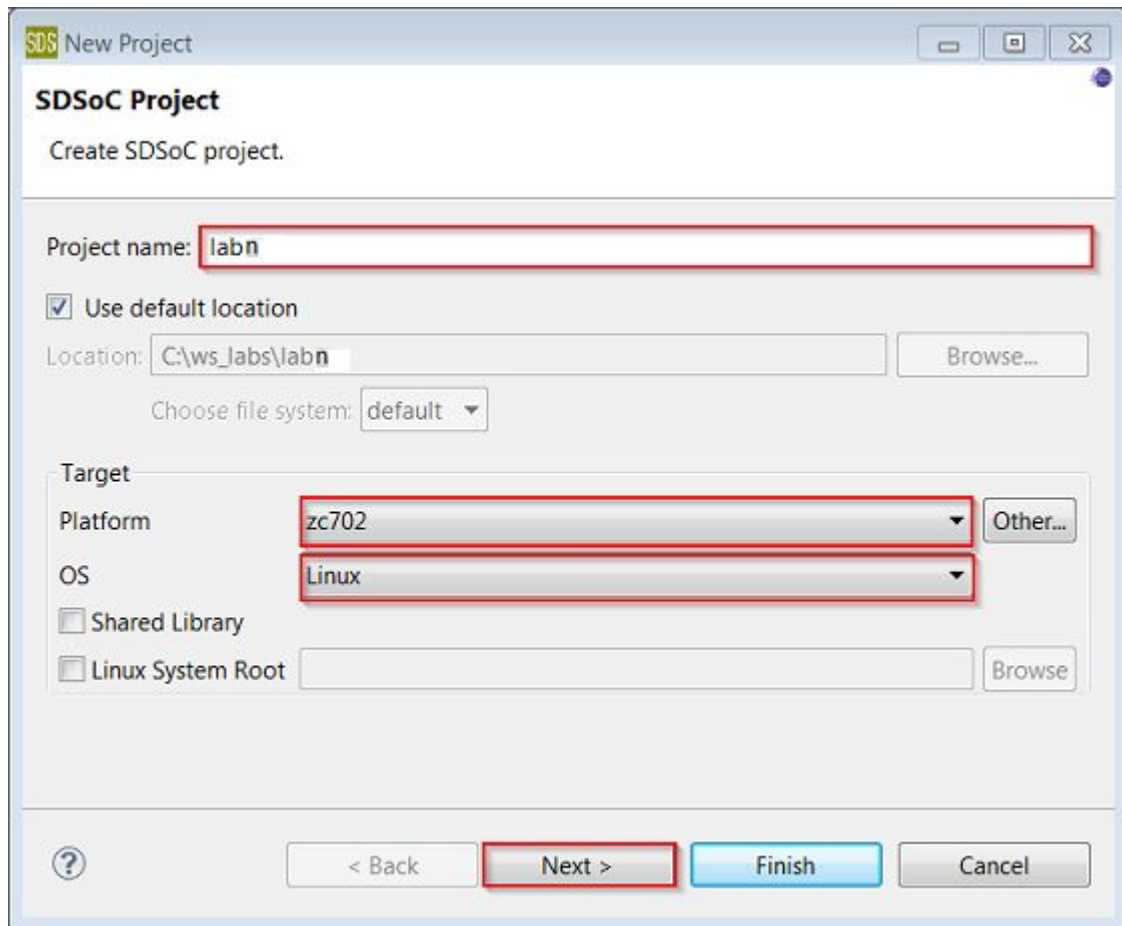 SDS New Project
SDSoC Project
Create SDSoC project.
Project name: labn
Use default location
Location: C:\ws_labs\labn Browse...
Choose file system: default
Target
Platform zc702 Other...
OS Linux
Shared Library
Linux System Root Browse
? < Back Next > Finish Cancel